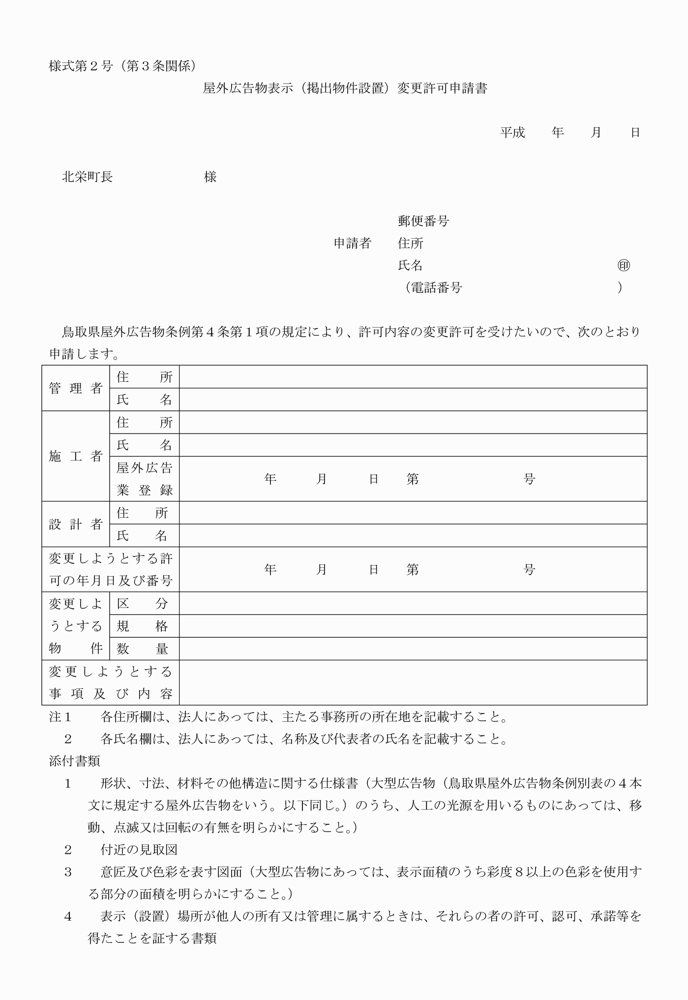 様式第２号（第３条関係）
屋外広告物表示（掲出物件設置）変更許可申請書
平成　　年　　月　　日
北栄町長　　　　　　　様
郵便番号
申請者　　住所
氏名　　　　　　　　　　　　　　　㊞
（電話番号　　　　　　　　　　　　）
鳥取県屋外広告物条例第４条第１項の規定により、許可内容の変更許可を受けたいので、次のとおり
申請します。
管理者
住所
氏名
施工者
住所
氏名
屋外広告
業登録
年　　　月　　　日　　第　　　　　　　　号
設計者
住所
氏名
変更しようとする許
可の年月日及び番号
年　　　月　　　日　　第　　　　　　　　号
変更しよ
うとする
物件
区分
規格
数量
変更しようとする
事項及び内容
注１　　各住所欄は、法人にあっては、主たる事務所の所在地を記載すること。
２　　各氏名欄は、法人にあっては、名称及び代表者の氏名を記載すること。
添付書類
１　　形状、寸法、材料その他構造に関する仕様書（大型広告物（鳥取県屋外広告物条例別表の４本
文に規定する屋外広告物をいう。以下同じ。）のうち、人工の光源を用いるものにあっては、移
動、点滅又は回転の有無を明らかにすること。）
２　　付近の見取図
３　　意匠及び色彩を表す図面（大型広告物にあっては、表示面積のうち彩度８以上の色彩を使用す
る部分の面積を明らかにすること。）
４　　表示（設置）場所が他人の所有又は管理に属するときは、それらの者の許可、認可、承諾等を
得たことを証する書類